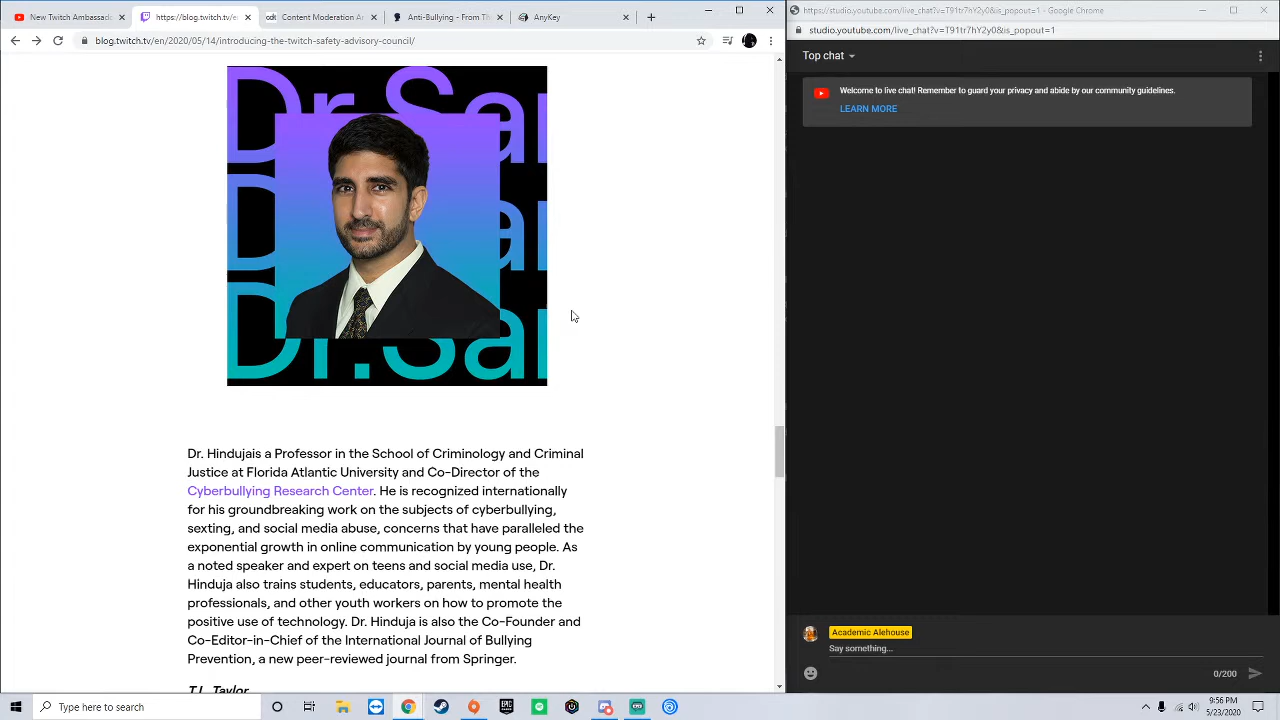 New Twitch Ambassado
https://blog.twitch.tv/e
Content Moderation Ar
Anti-Bullying - From T
AnyKey
https://studio.youtube.com/live_chat?v=T91tr7hY2y0&is_popout=1 - Google Chrome
blog.twitch.tv/en/2020/05/14/introducing-the-twitch-safety-advisory-council/
studio.youtube.com/live_chat?v=T91tr7hY2y0&is_popout=1
Top chat
Welcome to live chat! Remember to guard your privacy and abide by our community guidelines.
LEARN MORE
Dr.San
Dr.San
Dr.San
Dr. Hindujais a Professor in the School of Criminology and Criminal
Justice at Florida Atlantic University and Co-Director of the
Cyberbullying Research Center. He is recognized internationally
for his groundbreaking work on the subjects of cyberbullying,
sexting, and social media abuse, concerns that have paralleled the
exponential growth in online communication by young people. As
a noted speaker and expert on teens and social media use, Dr.
Hinduja also trains students, educators, parents, mental health
professionals, and other youth workers on how to promote the
positive use of technology. Dr. Hinduja is also the Co-Founder and
Co-Editor-in-Chief of the International Journal of Bullying
Prevention, a new peer-reviewed journal from Springer.
T.L. Taylor
Academic Alehouse
Say something...
0/200
Type here to search
9:56 PM
5/23/2020